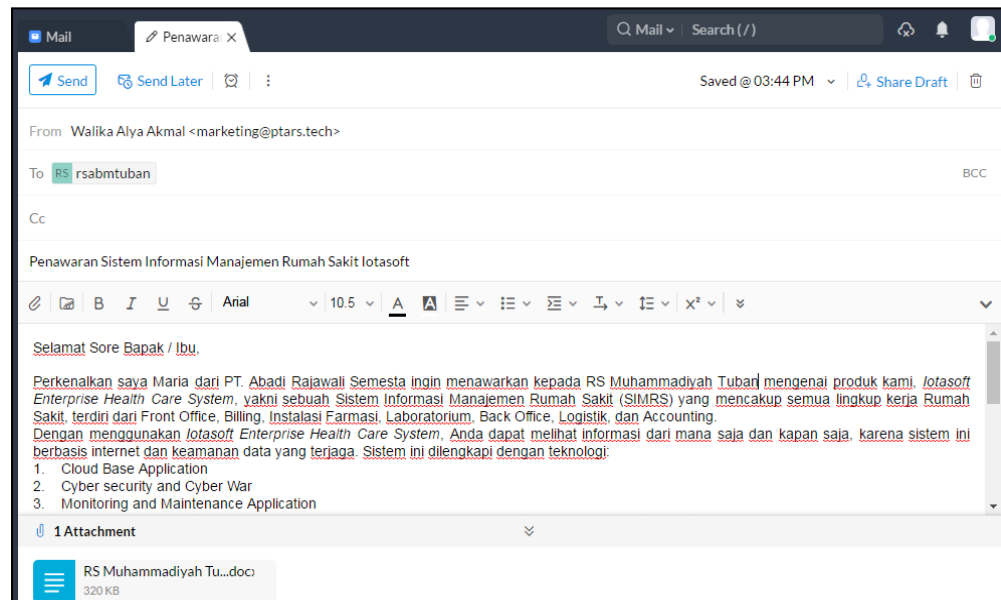 Mail
Penawara
Mail
Search ( / )
Send
Send Later
Saved @ 03:44 PM
Share Draft
From Walika Alya Akmal <marketing@ptars.tech>
To RS rsabmtuban
BCC
Cc
Penawaran Sistem Informasi Manajemen Rumah Sakit Iotasoft
B I U S Arial 10.5 A A X²
Selamat Sore Bapak / Ibu,
Perkenalkan saya Maria dari PT. Abadi Rajawali Semesta ingin menawarkan kepada RS Muhammadiyah Tuban mengenai produk kami, Iotasoft
Enterprise Health Care System, yakni sebuah Sistem Informasi Manajemen Rumah Sakit (SIMRS) yang mencakup semua lingkup kerja Rumah
Sakit, terdiri dari Front Office, Billing, Instalasi Farmasi, Laboratorium, Back Office, Logistik, dan Accounting.
Dengan menggunakan Iotasoft Enterprise Health Care System, Anda dapat melihat informasi dari mana saja dan kapan saja, karena sistem ini
berbasis internet dan keamanan data yang terjaga. Sistem ini dilengkapi dengan teknologi:
1. Cloud Base Application
2. Cyber security and Cyber War
3. Monitoring and Maintenance Application
1 Attachment
RS Muhammadiyah Tu...doc
320 KB